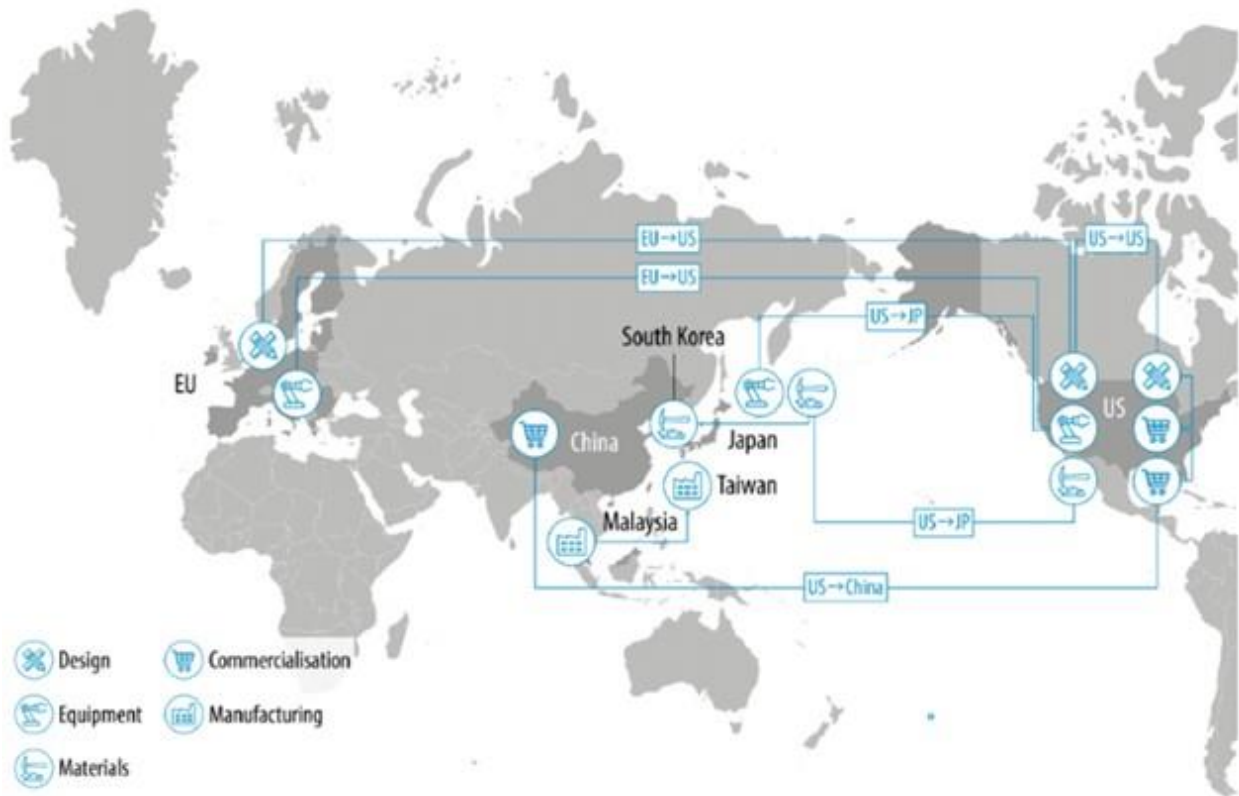 EU→US
US→US
EU→US
US→JP
South Korea
EU
US
China
Japan
Taiwan
Malaysia
US→JP
US→China
Design
Commercialisation
Equipment
Manufacturing
Materials